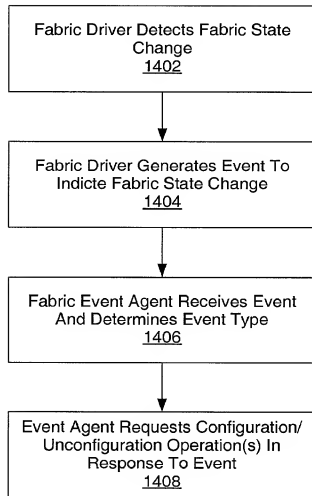 Fabric Driver Detects Fabric State
Change
1402
Fabric Driver Generates Event To
Indicte Fabric State Change
1404
Fabric Event Agent Receives Event
And Determines Event Type
1406
Event Agent Requests Configuration/
Unconfiguration Operation(s) In
Response To Event
1408